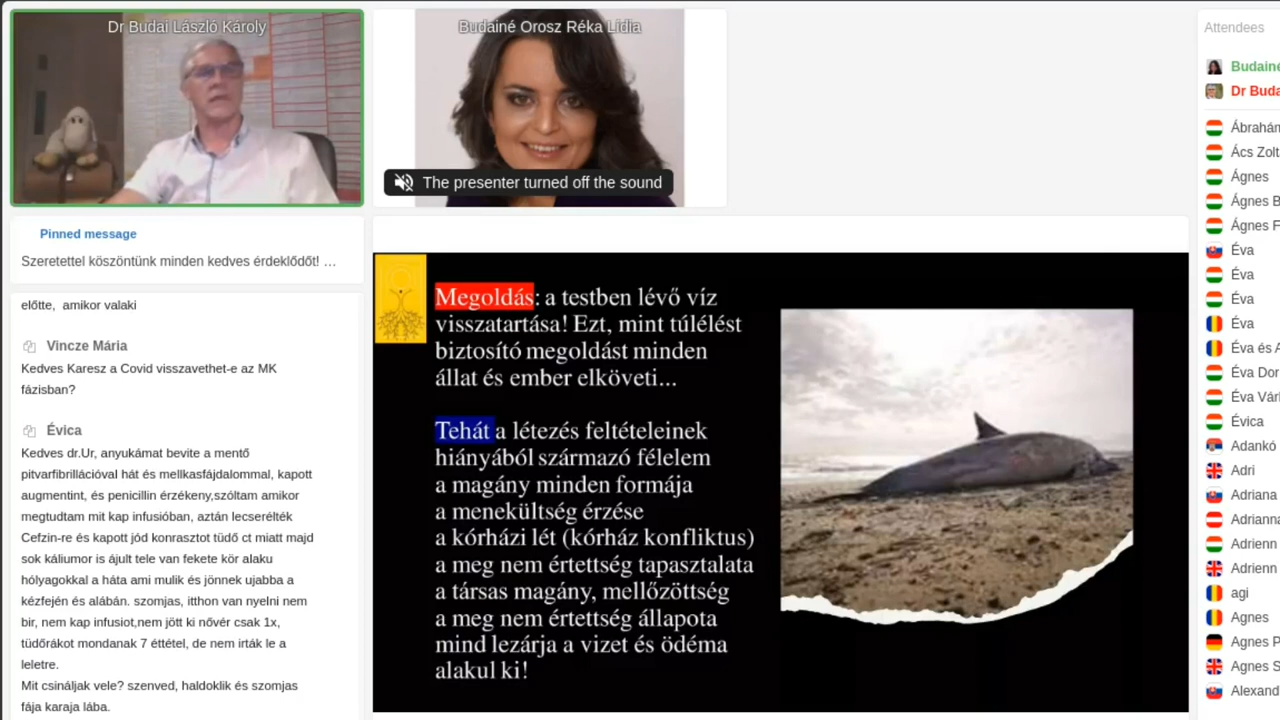 Dr Budai László Károly
Budainé Orosz Réka Lídia
The presenter turned off the sound
Pinned message
Szeretettel köszöntünk minden kedves érdeklődőt! …
előtte, amikor valaki
Vincze Mária
Kedves Karesz a Covid visszavethet-e az MK
fázisban?
Évica
Kedves dr.Ur, anyukámat bevite a mentő
pitvarfibrillációval hát és mellkasfájdalommal, kapott
augmentint, és penicillin érzékeny,szóltam amikor
megtudtam mit kap infusióban, aztán lecserélték
Cefzin-re és kapott jód konrasztot tüdő ct miatt majd
sok káliumor is ájult tele van fekete kör alaku
hólyagokkal a háta ami mulik és jönnek ujabba a
kézfején és alábán. szomjas, itthon van nyelni nem
bir, nem kap infusiot,nem jött ki nővér csak 1x,
tüdőrákot mondanak 7 éttétel, de nem irták le a
leletre.
Mit csináljak vele? szenved, haldoklik és szomjas
fája karaja lába.
Megoldás: a testben lévő víz
visszatartása! Ezt, mint túlélést
biztosító megoldást minden
állat és ember elköveti...
Tehát a létezés feltételeinek
hiányából származó félelem
a magány minden formája
a menekültség érzése
a kórházi lét (kórház konfliktus)
a meg nem értettség tapasztalata
a társas magány, mellőzöttség
a meg nem értettség állapota
mind lezárja a vizet és ödéma
alakul ki!
Attendees
Budainé
Dr Buda
Ábrahám
Ács Zolt
Ágnes
Ágnes B
Ágnes F
Éva
Éva
Éva
Éva
Éva és A
Éva Dor
Éva Vár
Évica
Adankó
Adri
Adriana
Adrianna
Adrienn
Adrienn
agi
Agnes
Agnes P
Agnes S
Alexand